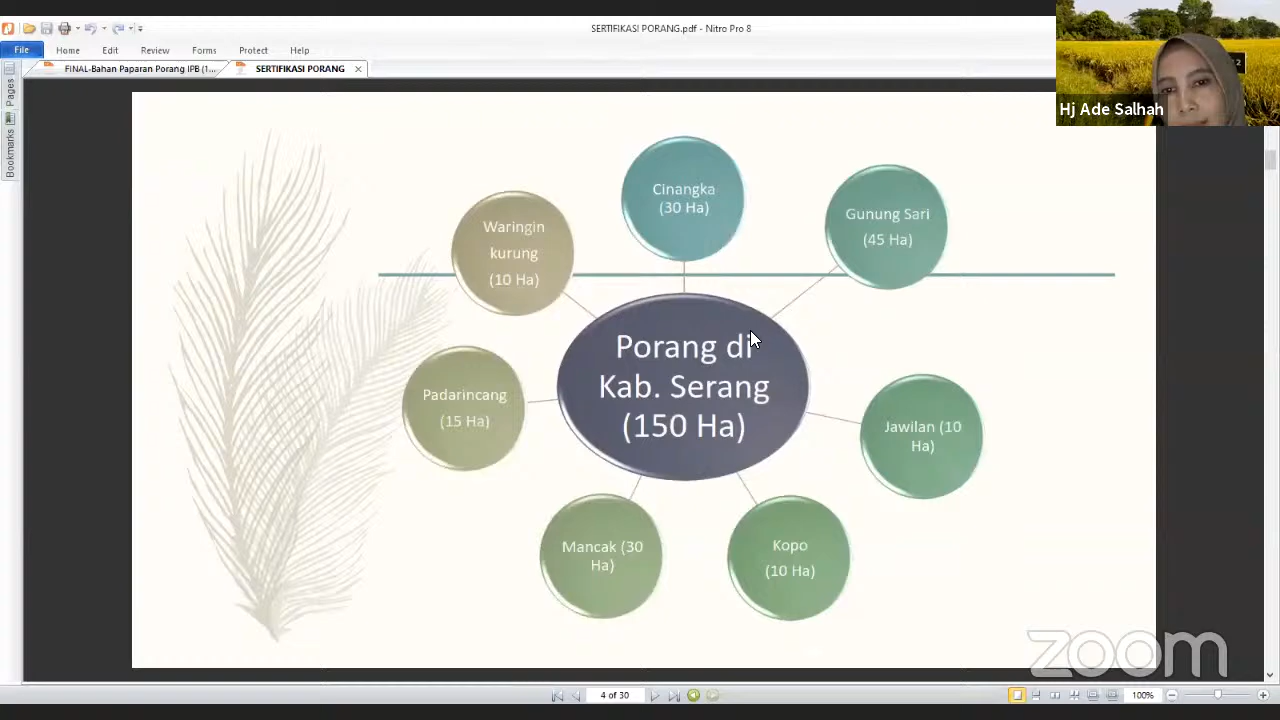 SERTIFIKASI PORANG.pdf - Nitro Pro 8
File Home Edit Review Forms Protect Help
FINAL-Bahan Paparan Porang IPB (1...
SERTIFIKASI PORANG
Pages
Bookmarks
Hj Ade Salhah
Cinangka
(30 Ha)
Gunung Sari
(45 Ha)
Waringin
kurung
(10 Ha)
Porang di
Kab. Serang
(150 Ha)
Padarincang
(15 Ha)
Jawilan (10
Ha)
Mancak (30
Ha)
Kopo
(10 Ha)
zoom
4 of 30
100%